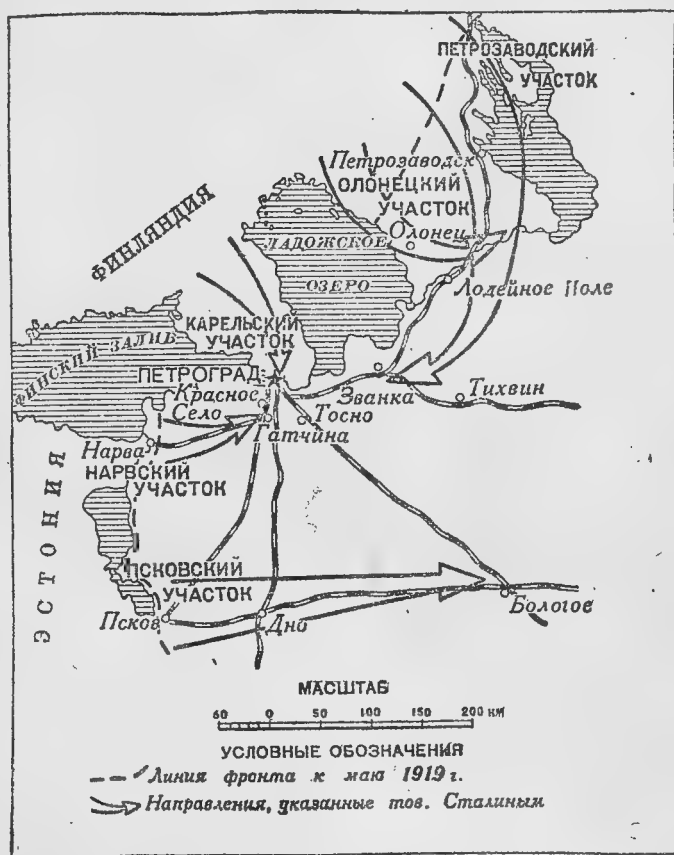 ПЕТРОЗАВОДСКИЙ
УЧАСТОК
Петрозаводск
ОЛОНЕЦКИЙ
УЧАСТОК
Олонец
ФИНЛЯНДИЯ
ЛАДОЖСКОЕ
ОЗЕРО
Лодейное Поле
КАРЕЛЬСКИЙ
УЧАСТОК
ФИНСКИЙ ЗАЛИВ
ПЕТРОГРАД
Званка
Тихвин
Красное
Село
Тосно
Гатчина
Нарва
НАРВСКИЙ
УЧАСТОК
ЭСТОНИЯ
ПСКОВСКИЙ
УЧАСТОК
Псков
Дно
Бологое
МАСШТАБ
50 0 50 100 150 200 км
УСЛОВНЫЕ ОБОЗНАЧЕНИЯ
Линия фронта к маю 1919 г.
Направления, указанные тов. Сталиным